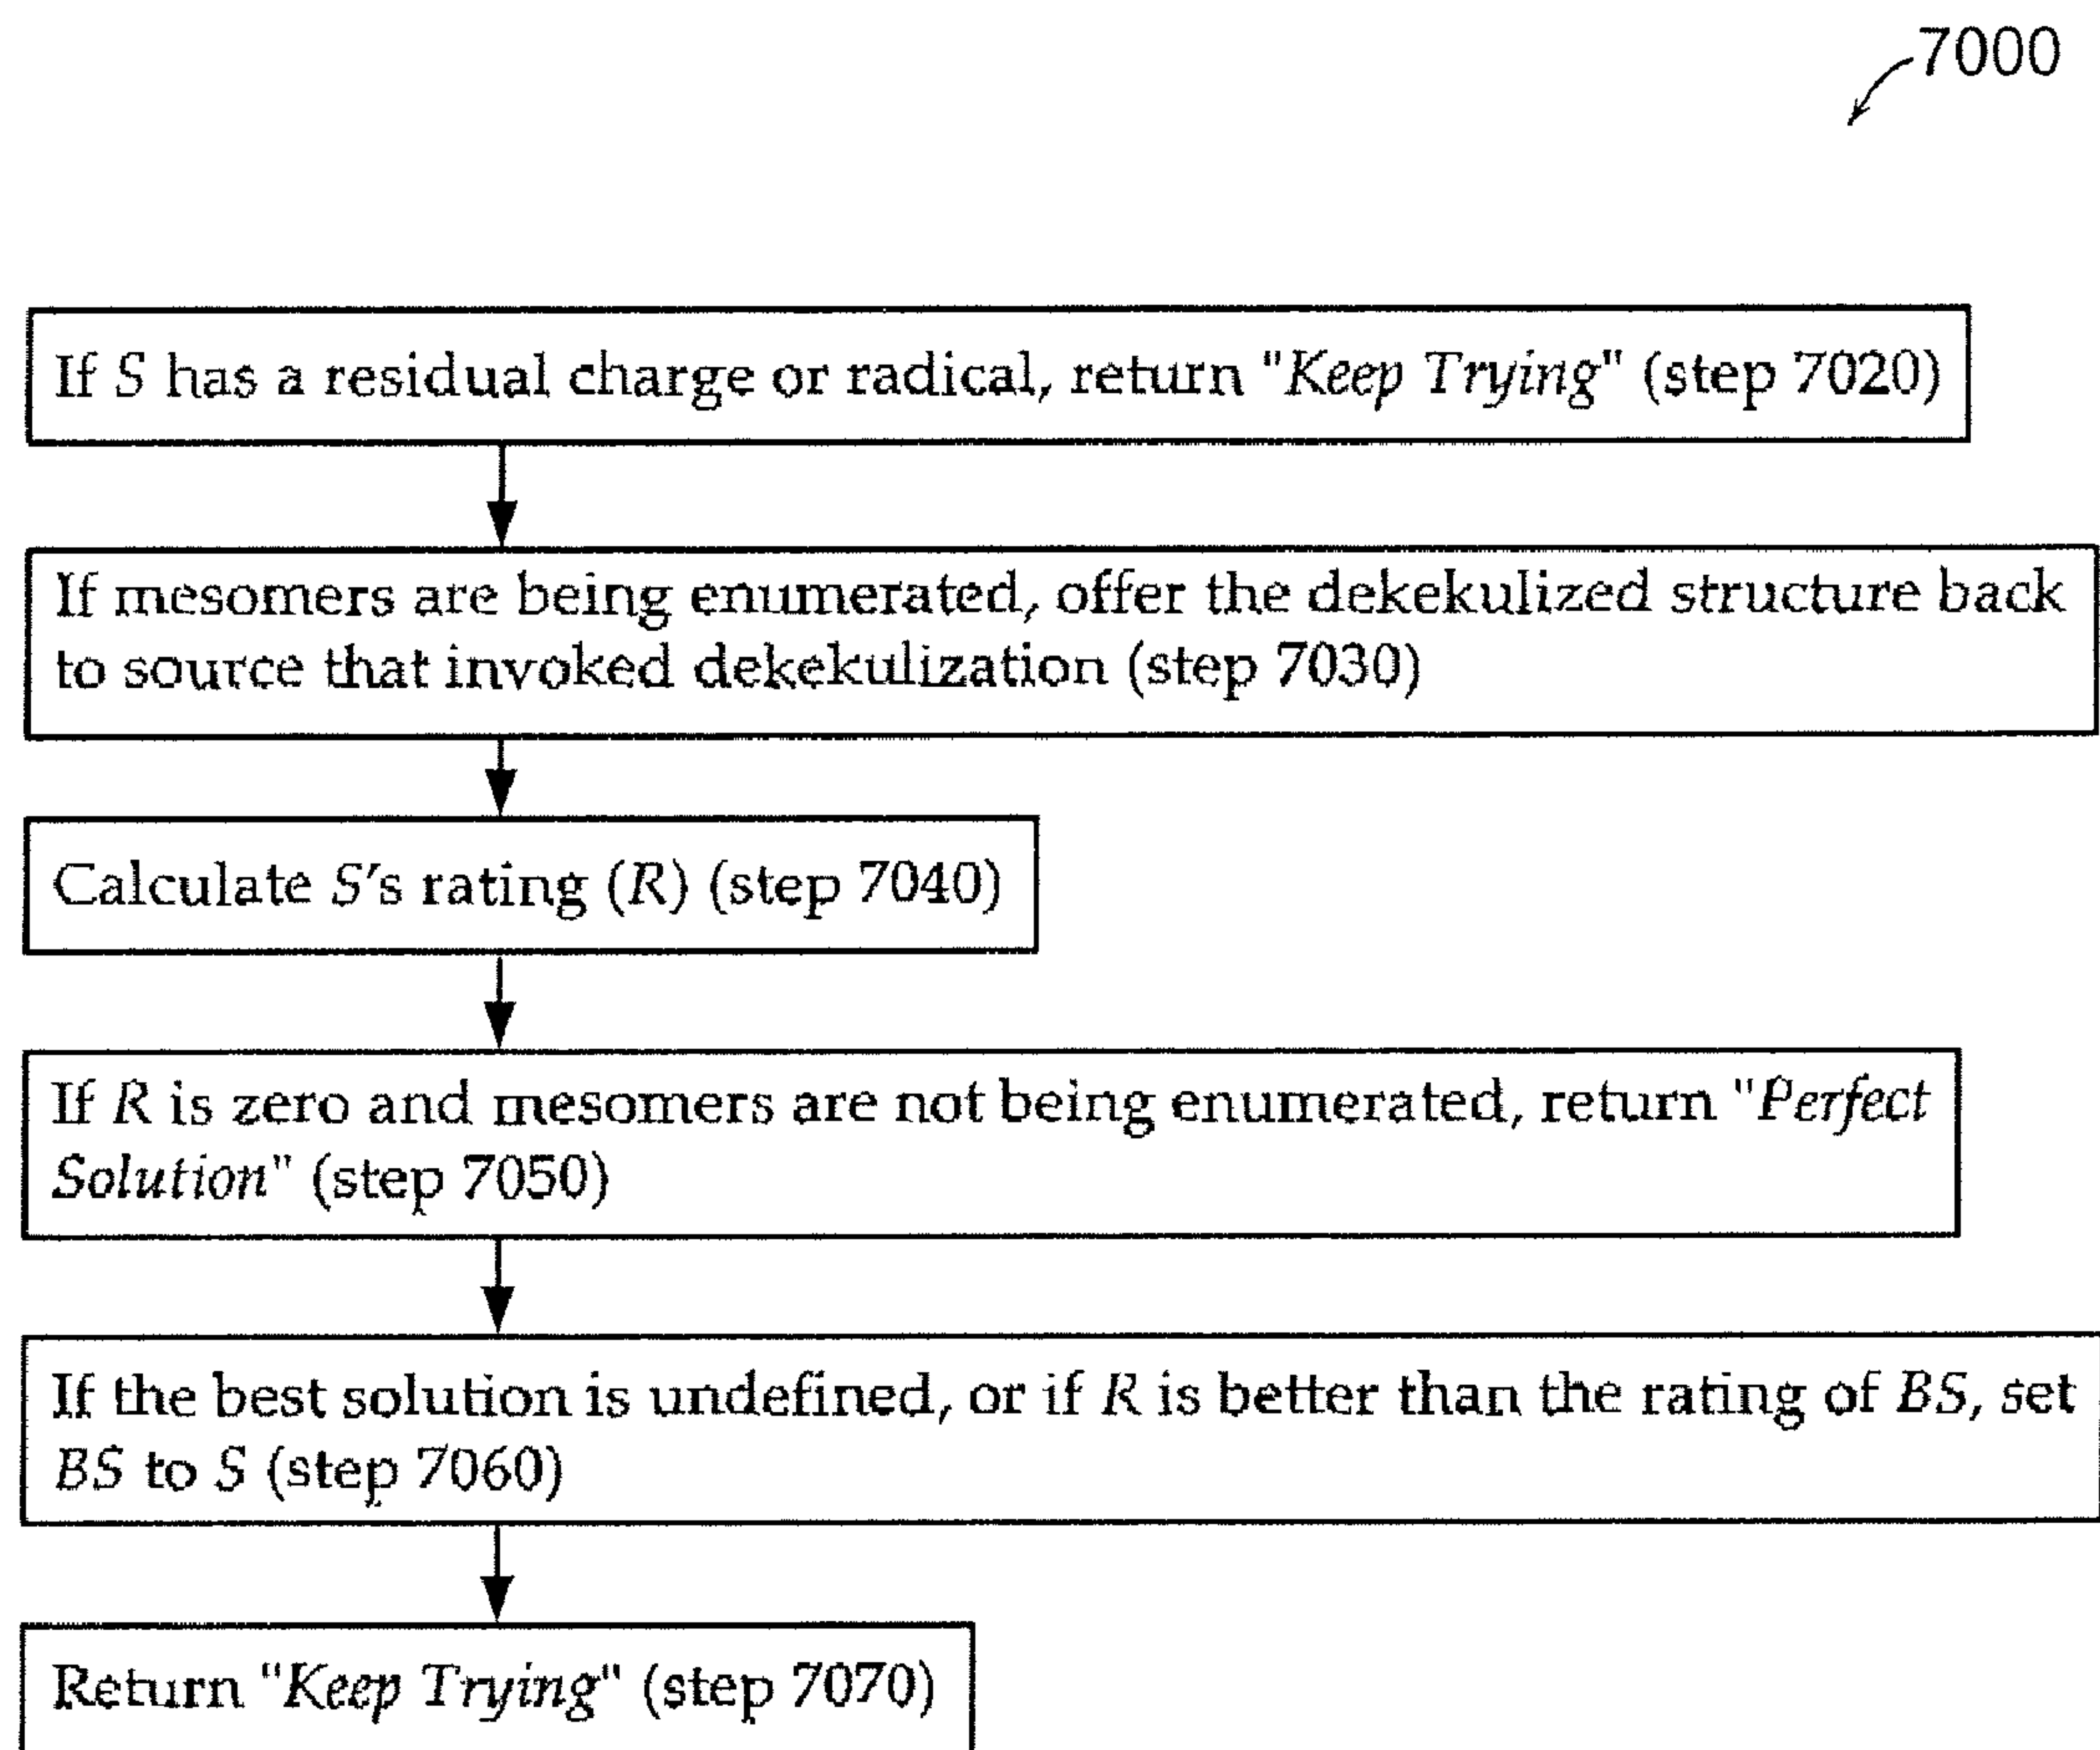 7000
If S has a residual charge or radical, return "Keep Trying" (step 7020)
If mesomers are being enumerated, offer the dekekulized structure back
to source that invoked dekekulization (step 7030)
Calculate S's rating (R) (step 7040)
If R is zero and mesomers are not being enumerated, return "Perfect
Solution" (step 7050)
If the best solution is undefined, or if R is better than the rating of BS, set
BS to S (step 7060)
Return "Keep Trying" (step 7070)